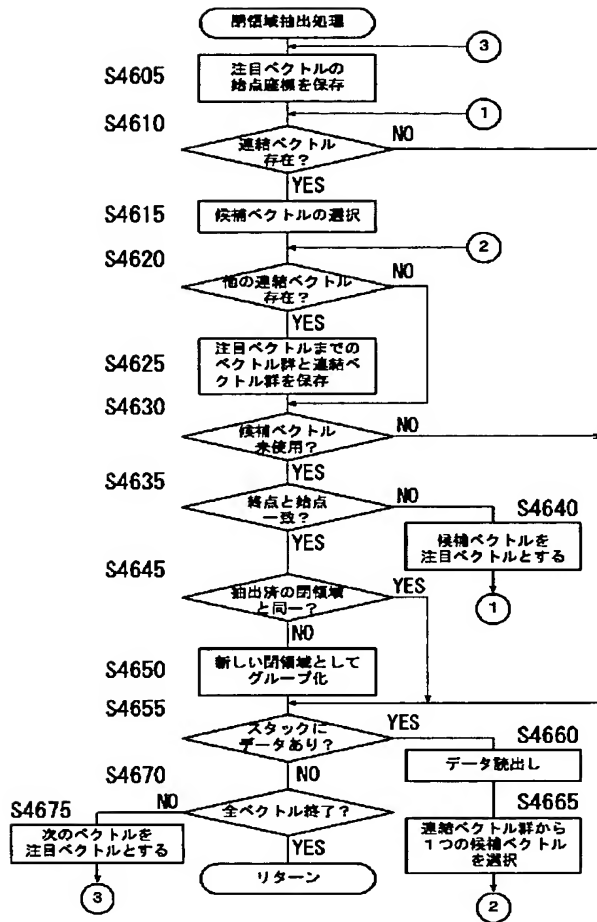 閉領域抽出処理
③
S4605
注目ベクトルの
始点座標を保存
①
S4610
連結ベクトル
存在?
NO
YES
S4615
候補ベクトルの選択
②
S4620
他の連結ベクトル
存在?
NO
YES
S4625
注目ベクトルまでの
ベクトル群と連結ベ
クトル群を保存
S4630
候補ベクトル
未使用?
NO
YES
S4635
終点と始点
一致?
NO
S4640
候補ベクトルを
注目ベクトルとする
①
YES
S4645
抽出済の閉領域
と同一?
YES
NO
S4650
新しい閉領域として
グループ化
S4655
スタックに
データあり?
YES
S4660
データ読出し
NO
S4665
連結ベクトル群から
1つの候補ベクトル
を選択
②
S4670
全ベクトル終了?
NO
S4675
次のベクトルを
注目ベクトルとする
③
YES
リターン